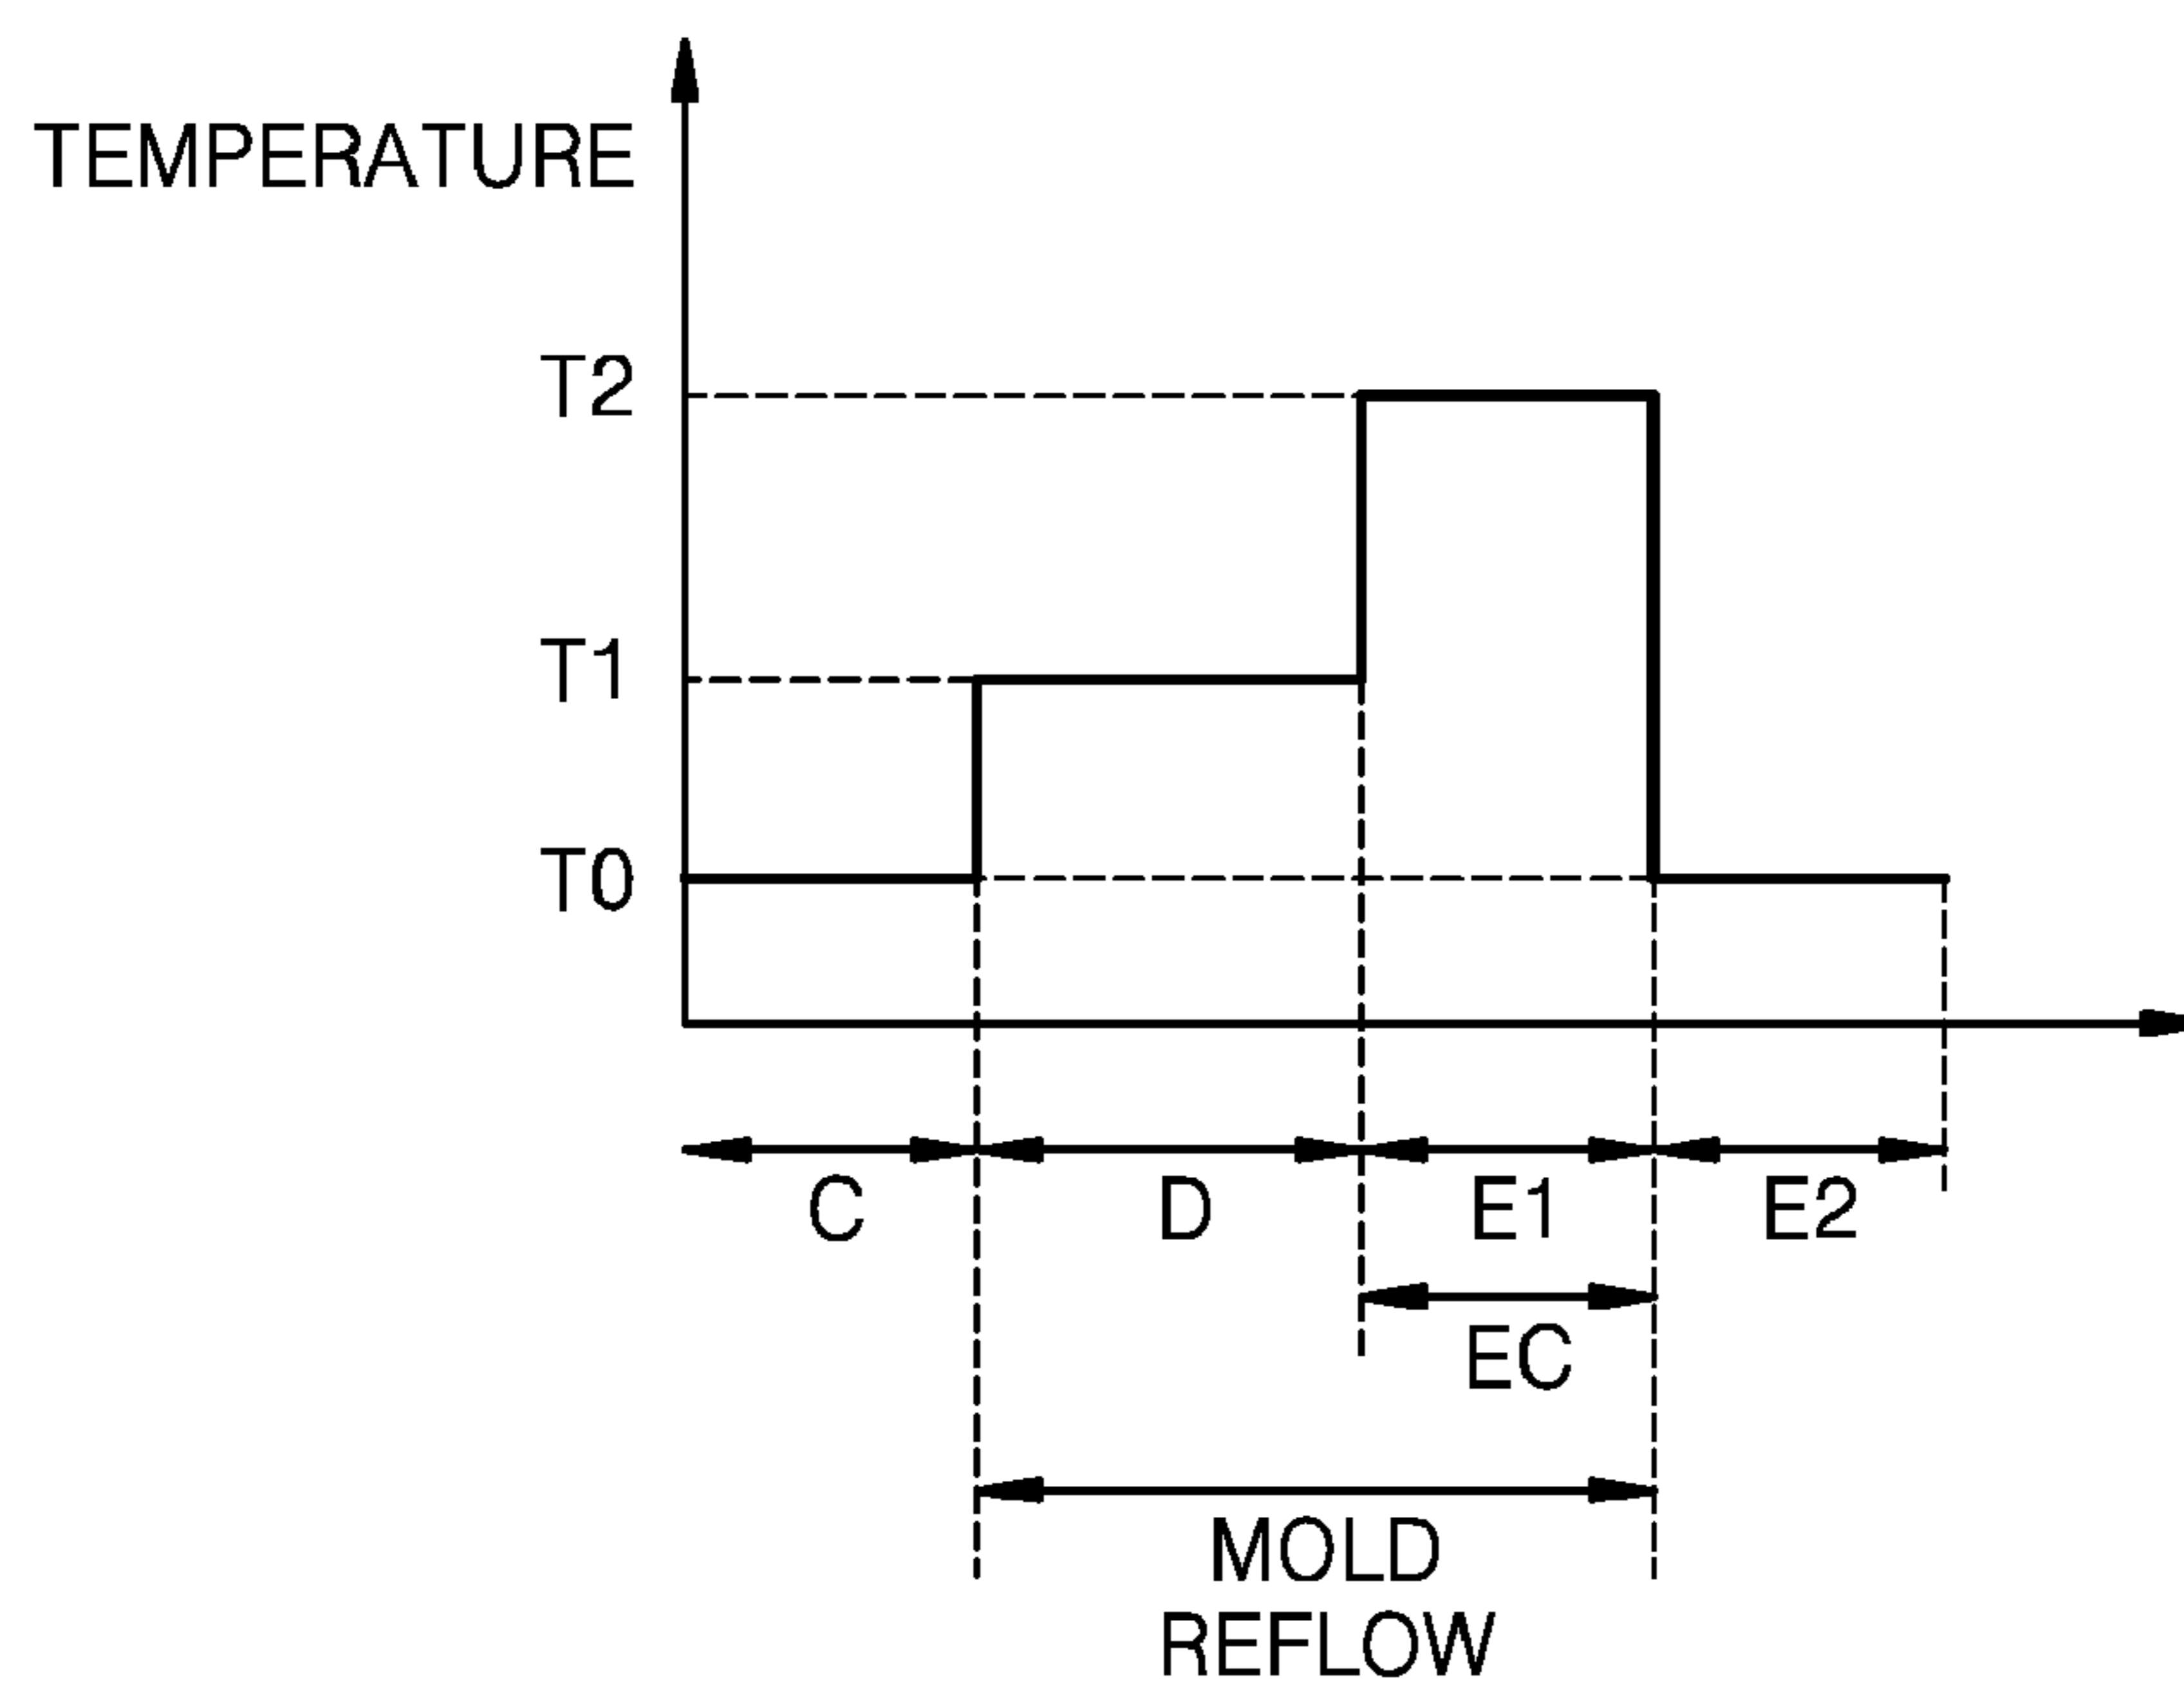 TEMPERATURE
T2
T1
T0
C
D
E1
E2
EC
MOLD
REFLOW